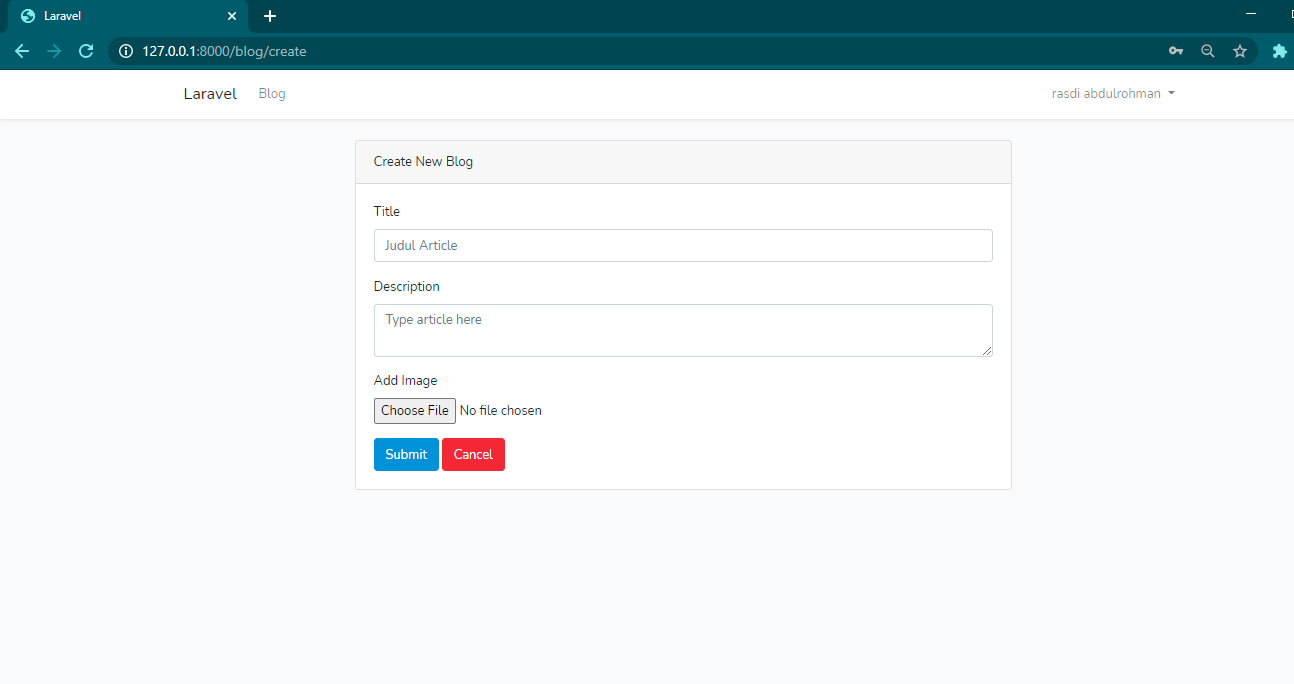 Laravel
127.0.0.1:8000/blog/create
Laravel Blog rasdi abdulrohman
Create New Blog
Title
Judul Article
Description
Type article here
Add Image
Choose File No file chosen
Submit Cancel